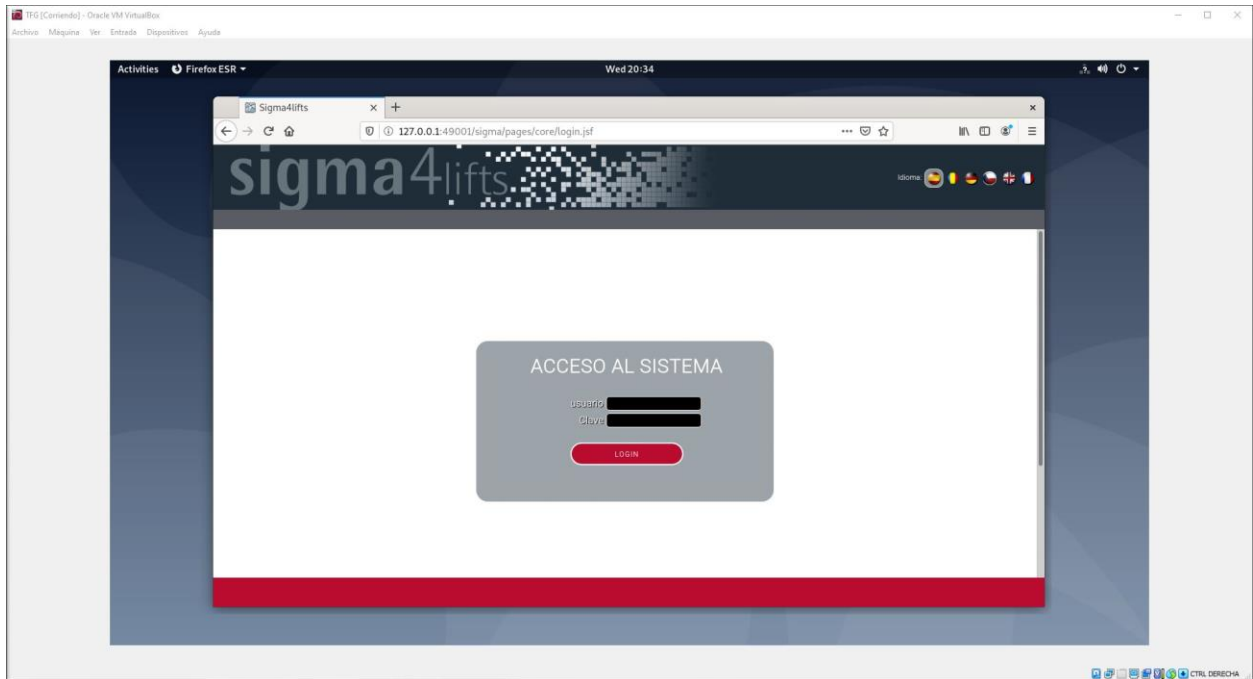 TFG [Corriendo] - Oracle VM VirtualBox
Archivo Máquina Ver Entrada Dispositivos Ayuda
Activities Firefox ESR Wed 20:34
Sigma4lifts
127.0.0.1:49001/sigma/pages/core/login.jsf
sigma4lifts
Idioma:
ACCESO AL SISTEMA
usuario
Clave
LOGIN
CTRL DERECHA